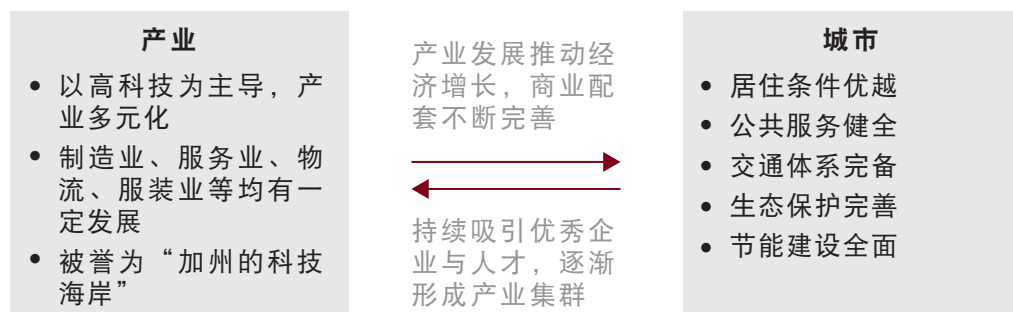 产业
• 以高科技为主导，产
业多元化
• 制造业、服务业、物
流、服装业等均有一
定发展
• 被誉为“加州的科技
海岸”
产业发展推动经
济增长，商业配
套不断完善
持续吸引优秀企
业与人才，逐渐
形成产业集群
城市
• 居住条件优越
• 公共服务健全
• 交通体系完备
• 生态保护完善
• 节能建设全面